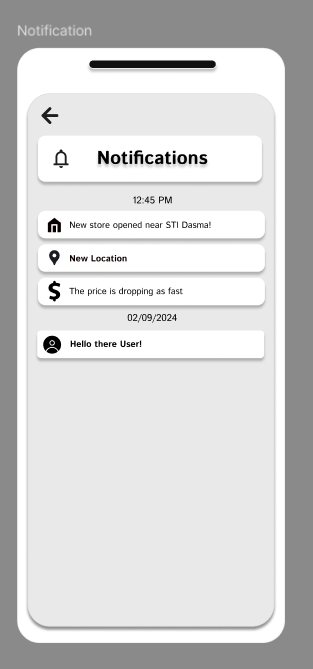 Notification
Notifications
12:45 PM
New store opened near STI Dasma!
New Location
The price is dropping as fast
02/09/2024
Hello there User!